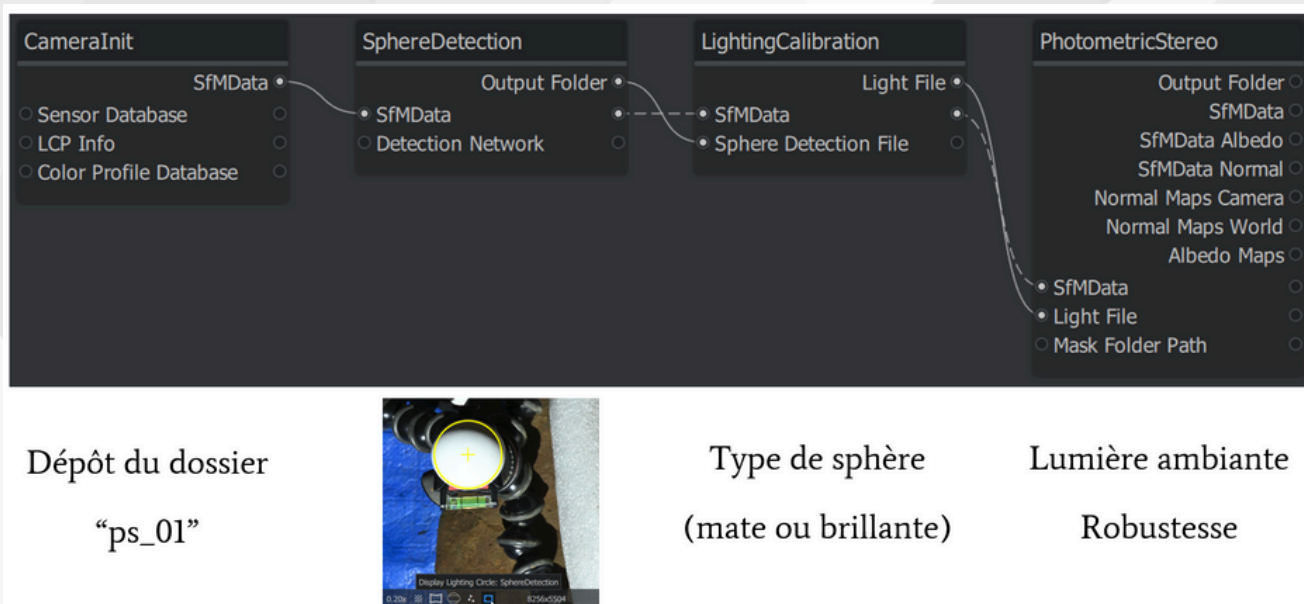 CameraInit
SfMData
Sensor Database
LCP Info
Color Profile Database
SphereDetection
Output Folder
SfMData
Detection Network
LightingCalibration
Light File
SfMData
Sphere Detection File
PhotometricStereo
Output Folder
SfMData
SfMData Albedo
SfMData Normal
Normal Maps Camera
Normal Maps World
Albedo Maps
SfMData
Light File
Mask Folder Path
Dépôt du dossier
“ps_01”
Display Lighting Circle: SphereDetection
0.20x
8256x5504
Type de sphère
(mate ou brillante)
Lumière ambiante
Robustesse